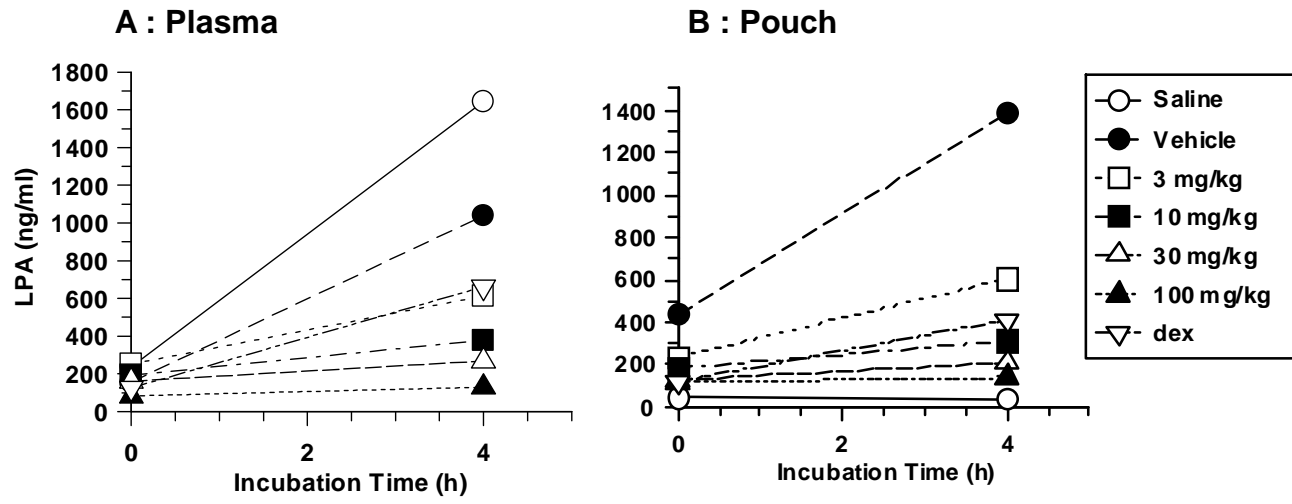 A : Plasma
B : Pouch
LPA (ng/ml)
1800
1600
1400
1200
1000
800
600
400
200
0
0 2 4
Incubation Time (h)
1400
1200
1000
800
600
400
200
0
0 2 4
Incubation Time (h)
Saline
Vehicle
3 mg/kg
10 mg/kg
30 mg/kg
100 mg/kg
dex